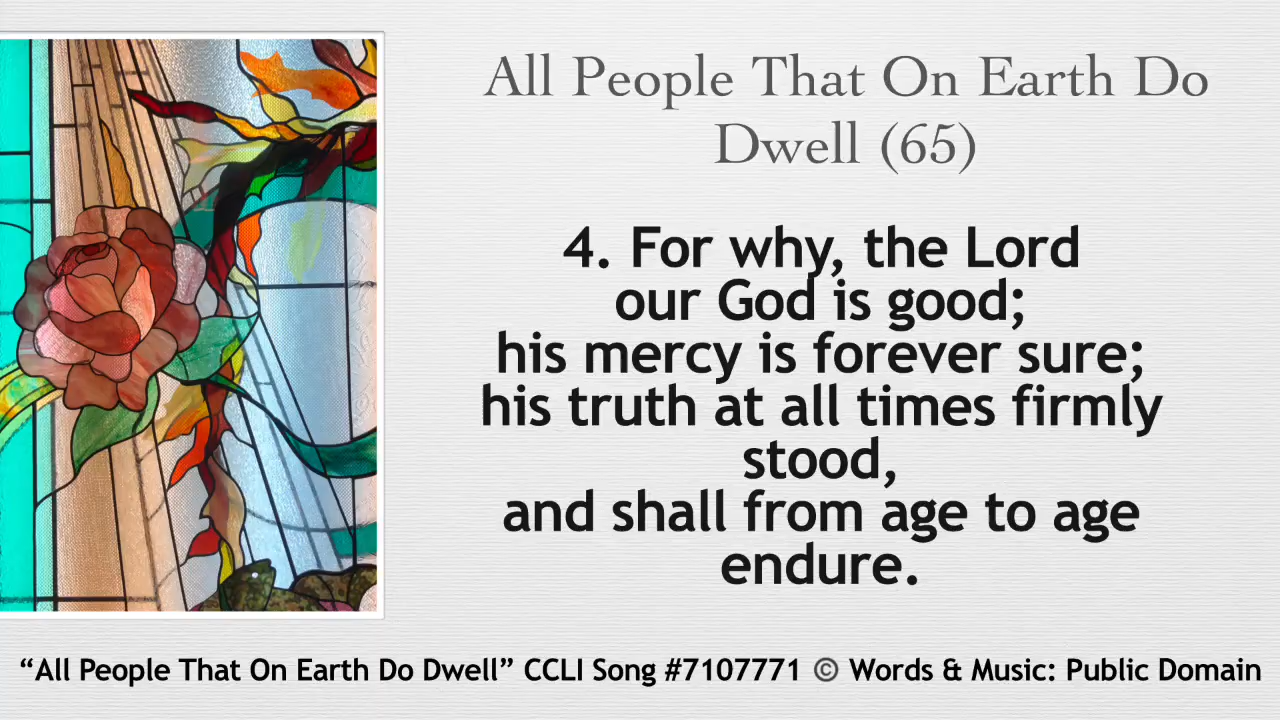 All People That On Earth Do
Dwell (65)
4. For why, the Lord
our God is good;
his mercy is forever sure;
his truth at all times firmly
stood,
and shall from age to age
endure.
“All People That On Earth Do Dwell” CCLI Song #7107771 © Words & Music: Public Domain